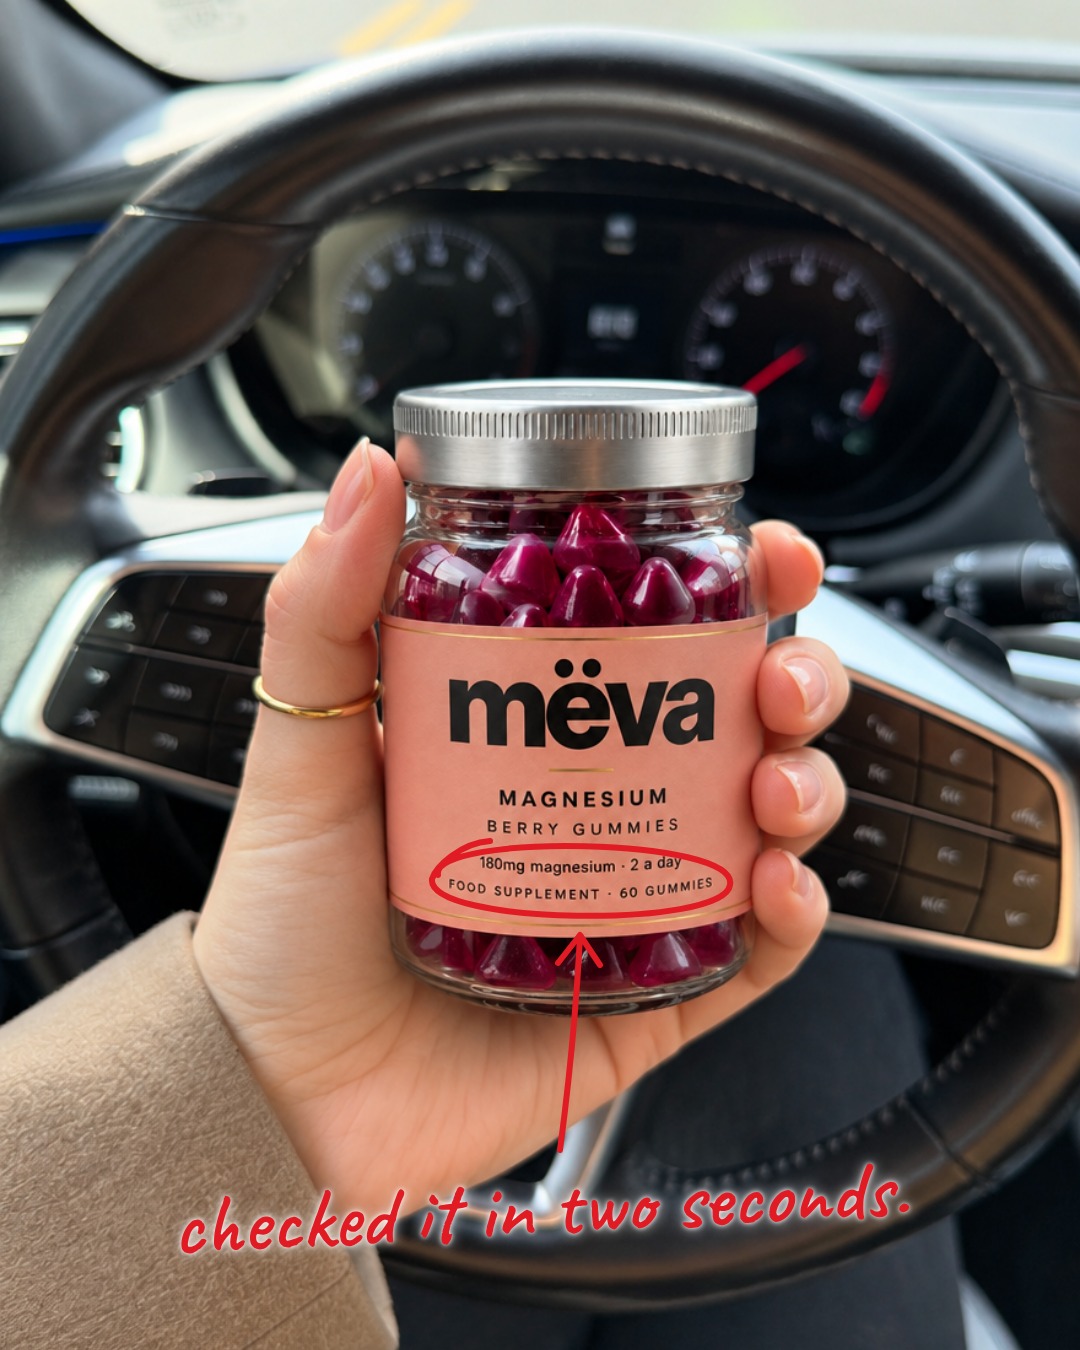 mëva
MAGNESIUM
BERRY GUMMIES
180mg magnesium · 2 a day
FOOD SUPPLEMENT · 60 GUMMIES
checked it in two seconds.